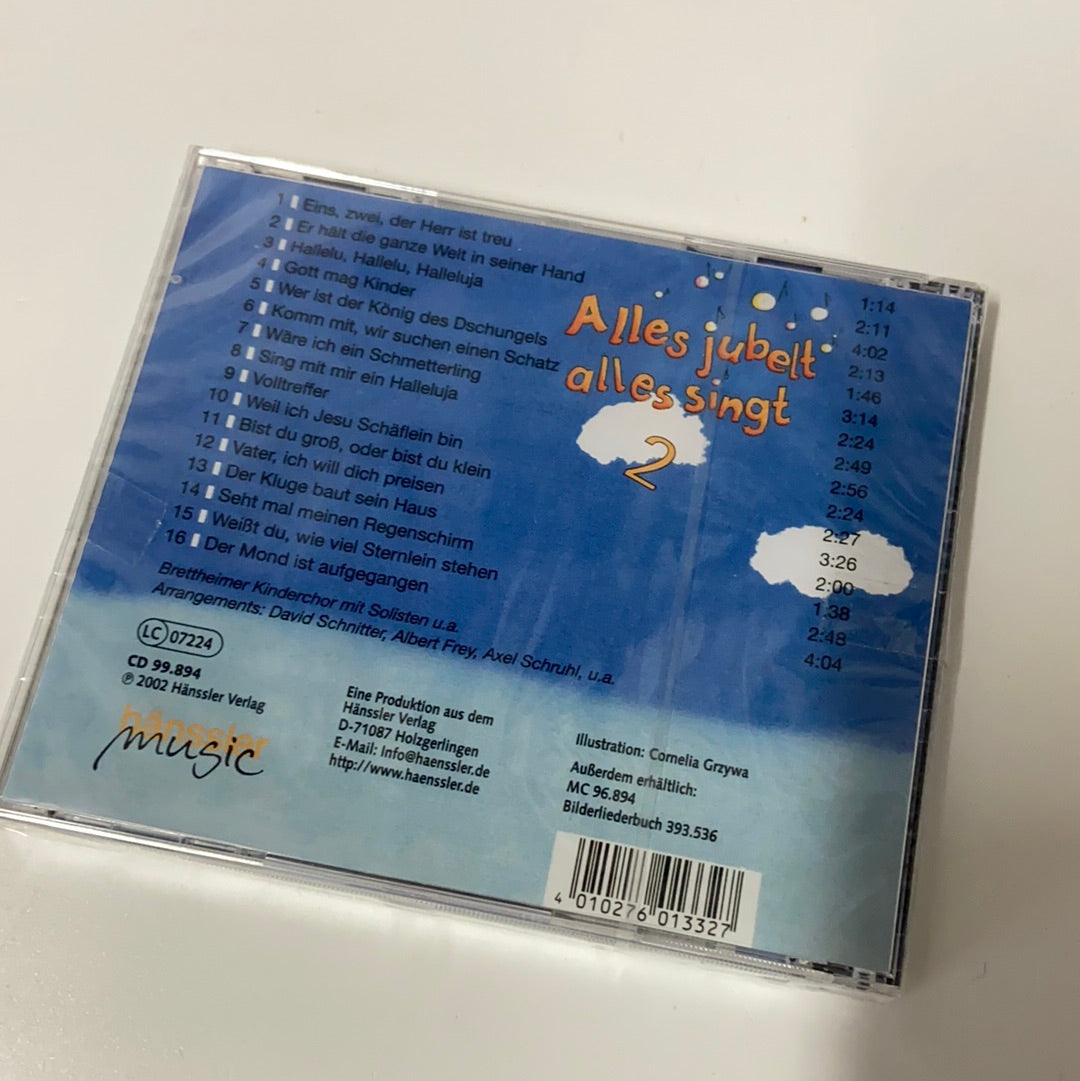 1 Eins, zwei, der Herr ist treu 1:14
2 Er hält die ganze Welt in seiner Hand 2:11
3 Hallelu, Hallelu, Halleluja 4:02
4 Gott mag Kinder 2:13
5 Wer ist der König des Dschungels 1:46
6 Komm mit, wir suchen einen Schatz 3:14
7 Wäre ich ein Schmetterling 2:24
8 Sing mit mir ein Halleluja 2:49
9 Volltreffer 2:56
10 Weil ich Jesu Schäflein bin 2:24
11 Bist du groß, oder bist du klein 2:27
12 Vater, ich will dich preisen 3:26
13 Der Kluge baut sein Haus 2:00
14 Seht mal meinen Regenschirm 1:38
15 Weißt du, wie viel Sternlein stehen 2:48
16 Der Mond ist aufgegangen 4:04
Alles jubelt
alles singt
2
Brettheimer Kinderchor mit Solisten u.a.
Arrangements: David Schnitter, Albert Frey, Axel Schruhl, u.a.
LC 07224
CD 99.894
℗ 2002 Hänssler Verlag
hänssler
music
Eine Produktion aus dem
Hänssler Verlag
D-71087 Holzgerlingen
E-Mail: Info@haenssler.de
http://www.haenssler.de
Illustration: Cornelia Grzywa
Außerdem erhältlich:
MC 96.894
Bilderliederbuch 393.536
4 010276 013327